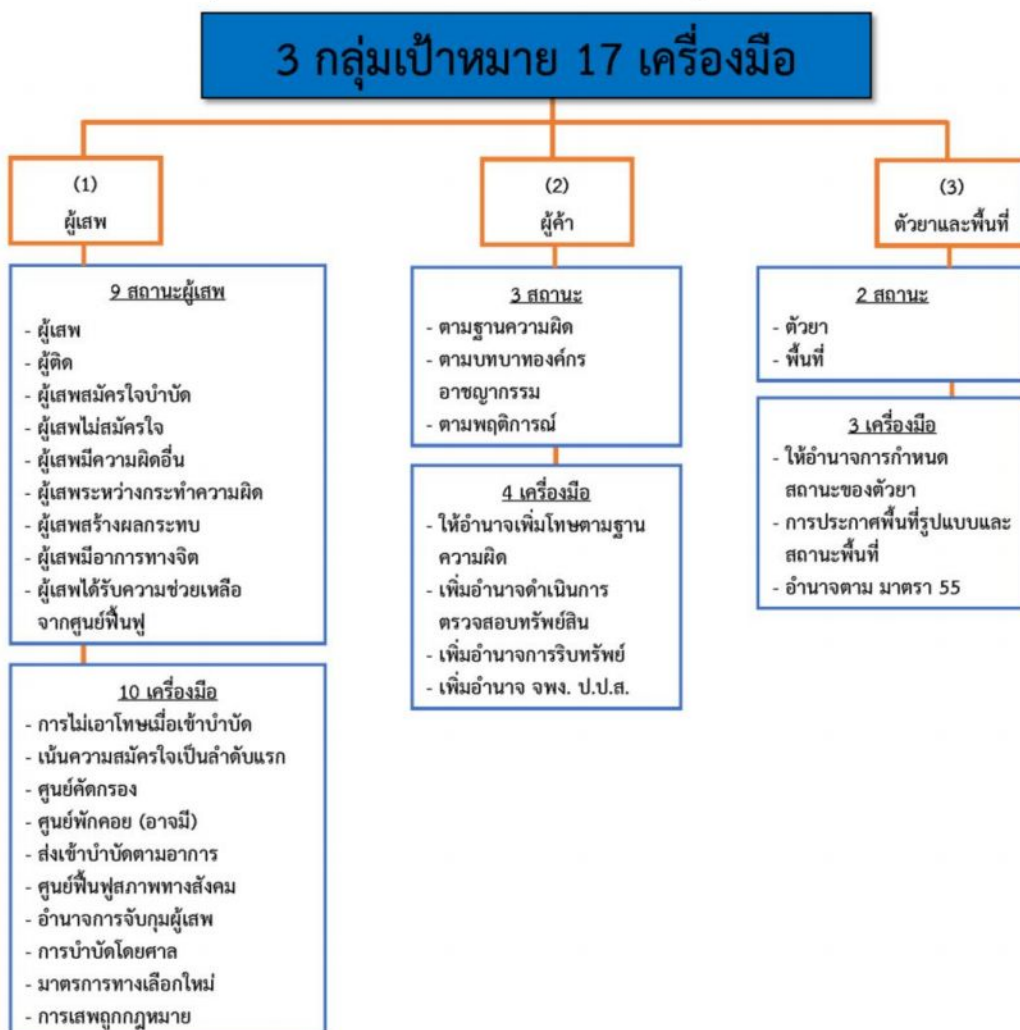 3 กลุ่มเป้าหมาย 17 เครื่องมือ
(1)
ผู้เสพ
9 สถานะผู้เสพ
- ผู้เสพ
- ผู้ติด
- ผู้เสพสมัครใจบำบัด
- ผู้เสพไม่สมัครใจ
- ผู้เสพมีความผิดอื่น
- ผู้เสพระหว่างกระทำความผิด
- ผู้เสพสร้างผลกระทบ
- ผู้เสพมีอาการทางจิต
- ผู้เสพได้รับความช่วยเหลือ
จากศูนย์ฟื้นฟู
10 เครื่องมือ
- การไม่เอาโทษเมื่อเข้าบำบัด
- เน้นความสมัครใจเป็นลำดับแรก
- ศูนย์คัดกรอง
- ศูนย์พักคอย (อาจมี)
- ส่งเข้าบำบัดตามอาการ
- ศูนย์ฟื้นฟูสภาพทางสังคม
- อำนาจการจับกุมผู้เสพ
- การบำบัดโดยศาล
- มาตรการทางเลือกใหม่
- การเสพถูกกฎหมาย
(2)
ผู้ค้า
3 สถานะ
- ตามฐานความผิด
- ตามบทบาทองค์กร
อาชญากรรม
- ตามพฤติการณ์
4 เครื่องมือ
- ให้อำนาจเพิ่มโทษตามฐาน
ความผิด
- เพิ่มอำนาจดำเนินการ
ตรวจสอบทรัพย์สิน
- เพิ่มอำนาจการริบทรัพย์
- เพิ่มอำนาจ จพง. ป.ป.ส.
(3)
ตัวยาและพื้นที่
2 สถานะ
- ตัวยา
- พื้นที่
3 เครื่องมือ
- ให้อำนาจการกำหนด
สถานะของตัวยา
- การประกาศพื้นที่รูปแบบและ
สถานะพื้นที่
- อำนาจตาม มาตรา 55